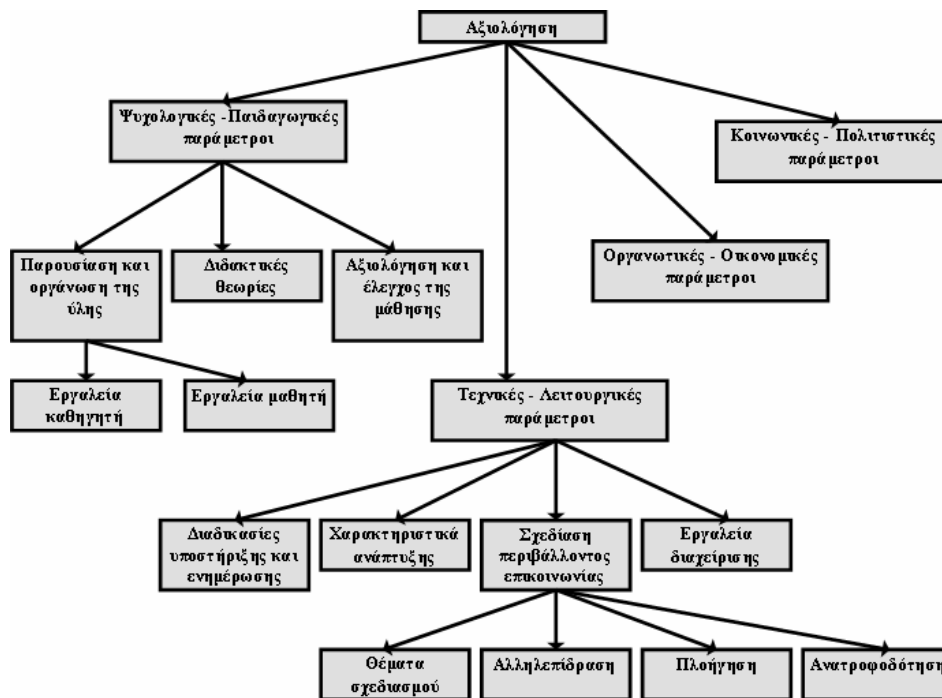 Αξιολόγηση
Ψυχολογικές -Παιδαγωγικές
παράμετροι
Κοινωνικές - Πολιτιστικές
παράμετροι
Οργανωτικές - Οικονομικές
παράμετροι
Παρουσίαση και
οργάνωση της
ύλης
Διδακτικές
θεωρίες
Αξιολόγηση και
έλεγχος της
μάθησης
Εργαλεία
καθηγητή
Εργαλεία μαθητή
Τεχνικές - Λειτουργικές
παράμετροι
Διαδικασίες
υποστήριξης και
ενημέρωσης
Χαρακτηριστικά
ανάπτυξης
Σχεδίαση
περιβάλλοντος
επικοινωνίας
Εργαλεία
διαχείρισης
Θέματα
σχεδιασμού
Αλληλεπίδραση
Πλοήγηση
Ανατροφοδότηση